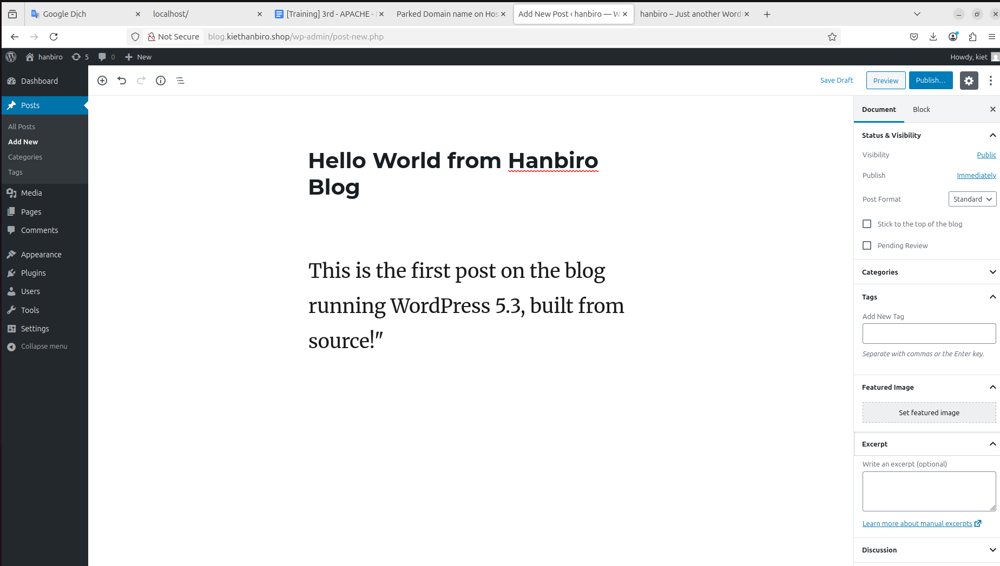 Google Dịch
localhost/
[Training] 3rd - APACHE -
Parked Domain name on Hos
Add New Post ‹ hanbiro — W
hanbiro – Just another Word
Not Secure
blog.kiethanbiro.shop/wp-admin/post-new.php
hanbiro
5
0
New
Howdy, kiet
Dashboard
Posts
All Posts
Add New
Categories
Tags
Media
Pages
Comments
Appearance
Plugins
Users
Tools
Settings
Collapse menu
Save Draft
Preview
Publish…
Hello World from Hanbiro
Blog
This is the first post on the blog
running WordPress 5.3, built from
source!"
Document
Block
Status & Visibility
Visibility
Public
Publish
Immediately
Post Format
Standard
Stick to the top of the blog
Pending Review
Categories
Tags
Add New Tag
Separate with commas or the Enter key.
Featured Image
Set featured image
Excerpt
Write an excerpt (optional)
Learn more about manual excerpts
Discussion